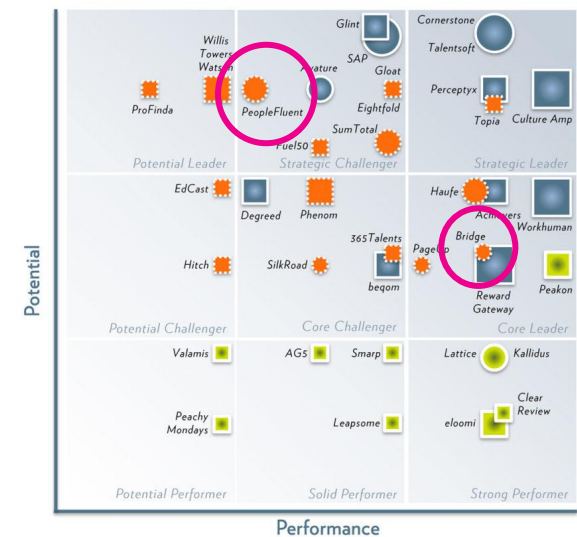 Willis
Towers
Watson
ProFinda
PeopleFluent
Avature
Glint
SAP
Gloat
Eightfold
SumTotal
Fuel50
Cornerstone
Talentsoft
Perceptyx
Topia
Culture Amp
Potential Leader
Strategic Challenger
Strategic Leader
EdCast
Degreed
Phenom
Haufe
Achievers
Workhuman
365Talents
PageUp
Bridge
Hitch
SilkRoad
beqom
Reward
Gateway
Peakon
Potential Challenger
Core Challenger
Core Leader
Valamis
AG5
Smarp
Lattice
Kallidus
Peachy
Mondays
Leapsome
eloomi
Clear
Review
Potential Performer
Solid Performer
Strong Performer
Potential
Performance